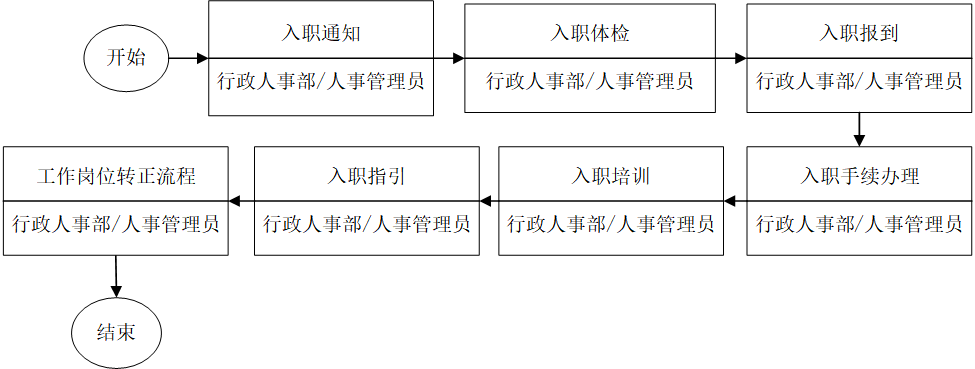 开始
入职通知
行政人事部/人事管理员
入职体检
行政人事部/人事管理员
入职报到
行政人事部/人事管理员
入职手续办理
行政人事部/人事管理员
入职培训
行政人事部/人事管理员
入职指引
行政人事部/人事管理员
工作岗位转正流程
行政人事部/人事管理员
结束